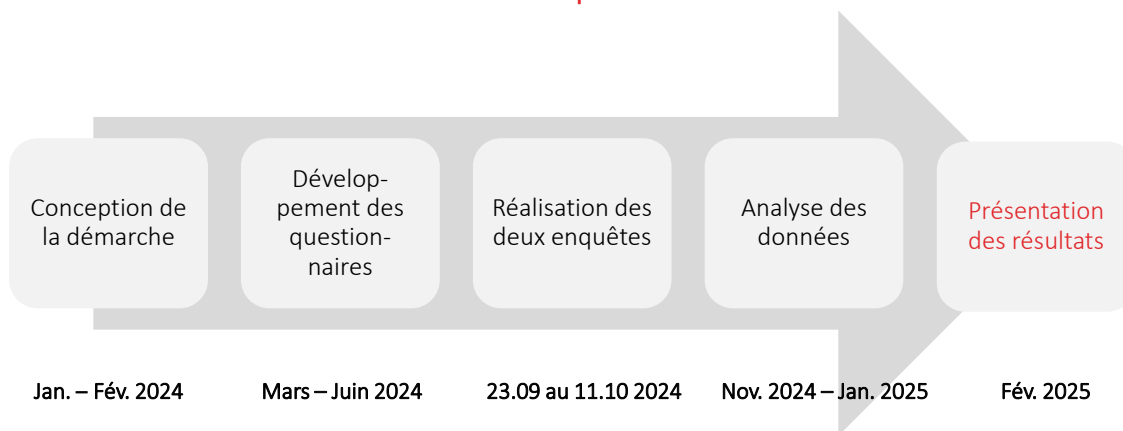 Conception de
la démarche
Dévelop-
pement des
question-
naires
Réalisation des
deux enquêtes
Analyse des
données
Présentation
des résultats
Jan. – Fév. 2024
Mars – Juin 2024
23.09 au 11.10 2024
Nov. 2024 – Jan. 2025
Fév. 2025